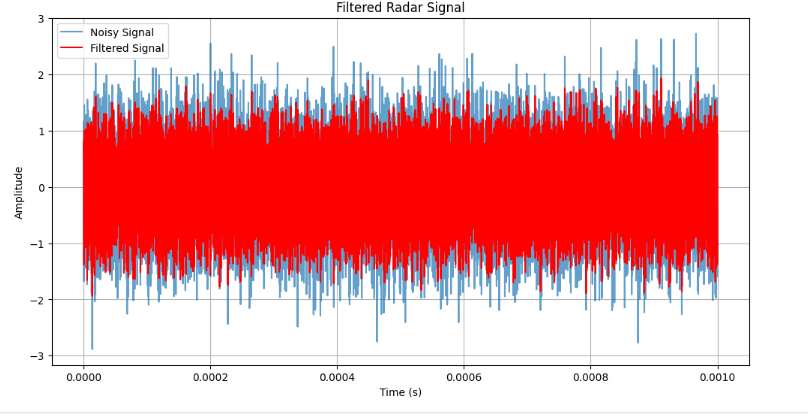 Filtered Radar Signal
Noisy Signal
Filtered Signal
3
2
1
0
−1
−2
−3
Amplitude
0.0000 0.0002 0.0004 0.0006 0.0008 0.0010
Time (s)